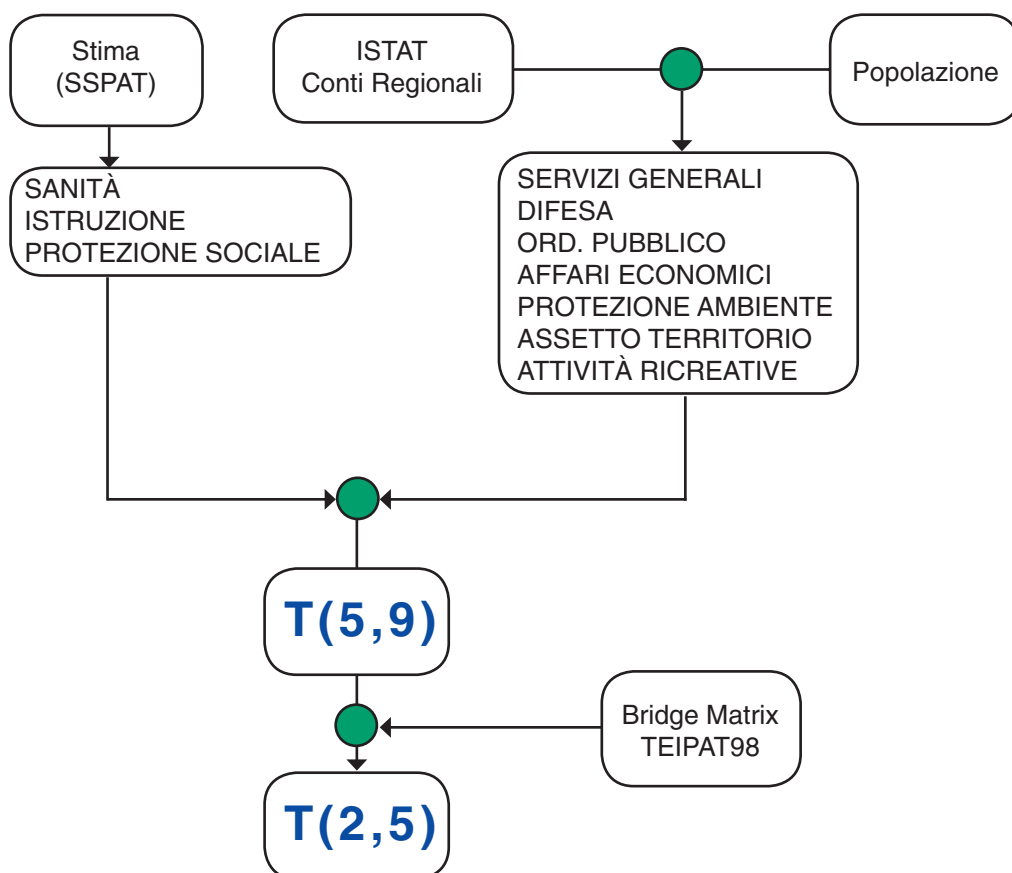 Stima
(SSPAT)
ISTAT
Conti Regionali
Popolazione
SANITÀ
ISTRUZIONE
PROTEZIONE SOCIALE
SERVIZI GENERALI
DIFESA
ORD. PUBBLICO
AFFARI ECONOMICI
PROTEZIONE AMBIENTE
ASSETTO TERRITORIO
ATTIVITÀ RICREATIVE
T(5,9)
Bridge Matrix
TEIPAT98
T(2,5)